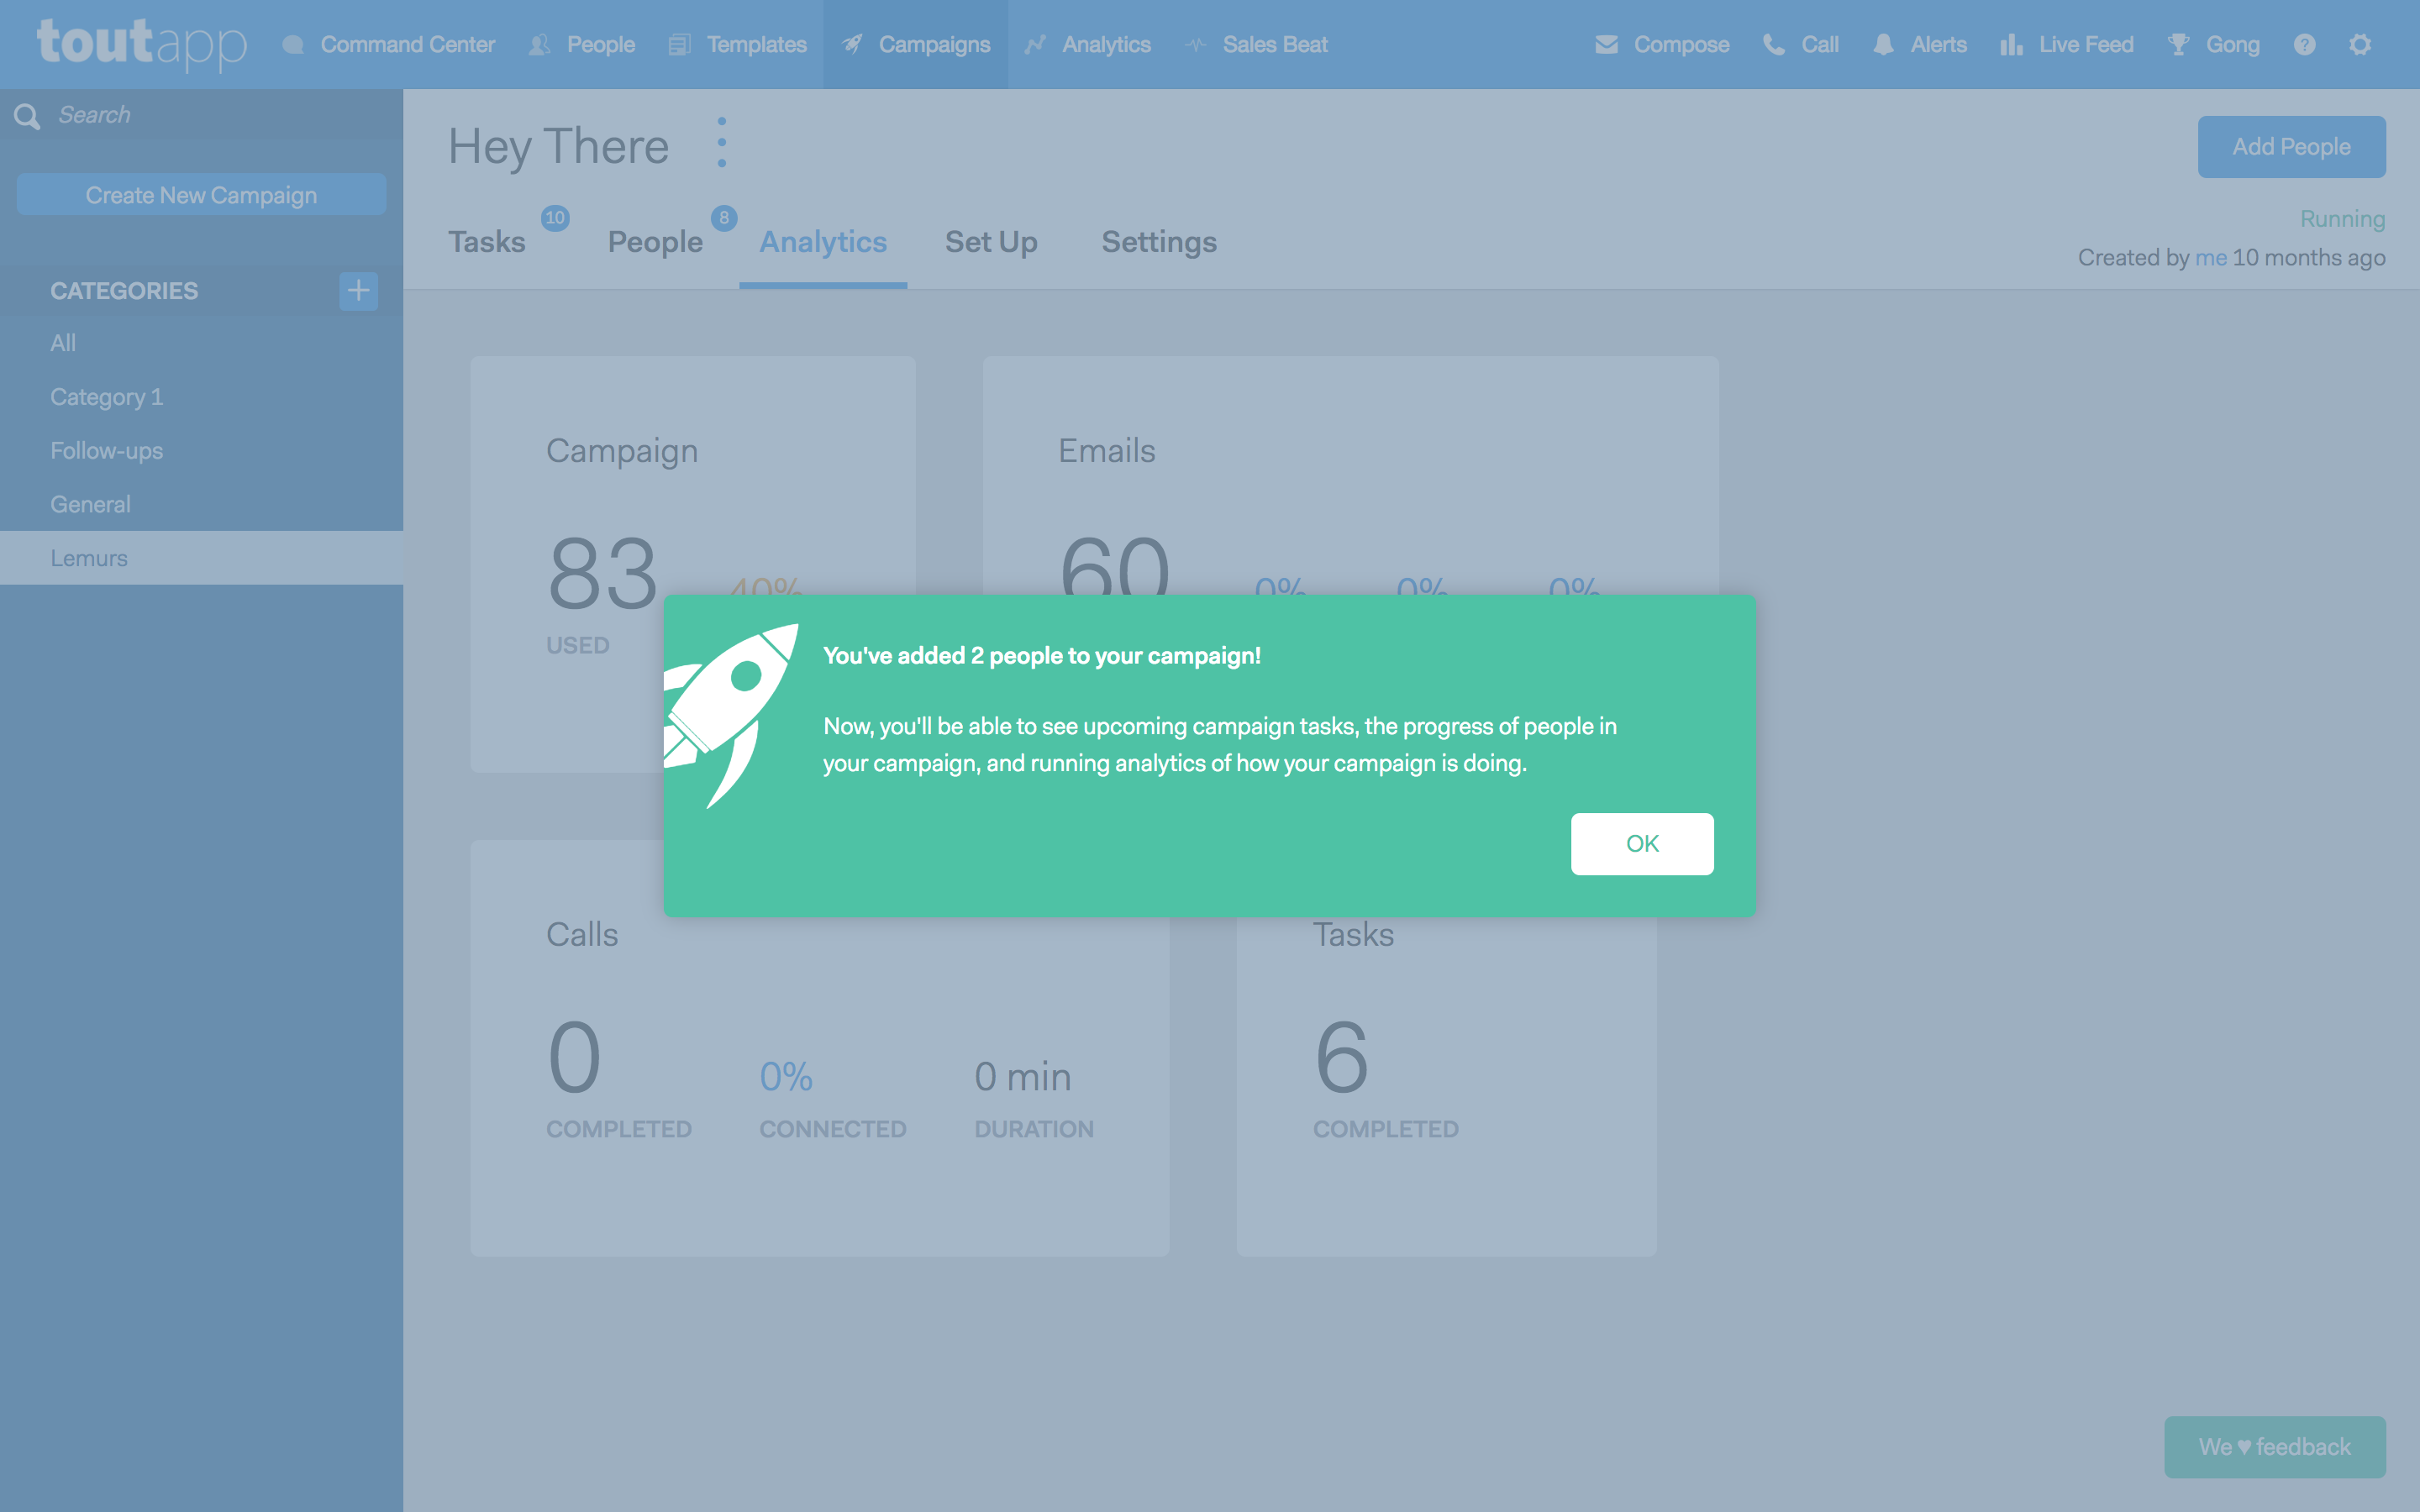 toutapp
Command Center
People
Templates
Campaigns
Analytics
Sales Beat
Compose
Call
Alerts
Live Feed
Gong
?
Search
Create New Campaign
CATEGORIES
All
Category 1
Follow-ups
General
Lemurs
Hey There
Add People
Tasks 10
People 8
Analytics
Set Up
Settings
Running
Created by me 10 months ago
Campaign
83
USED
40%
Emails
60
0%
0%
0%
You've added 2 people to your campaign!
Now, you'll be able to see upcoming campaign tasks, the progress of people in
your campaign, and running analytics of how your campaign is doing.
OK
Calls
0
COMPLETED
0%
CONNECTED
0 min
DURATION
Tasks
6
COMPLETED
We ♥ feedback